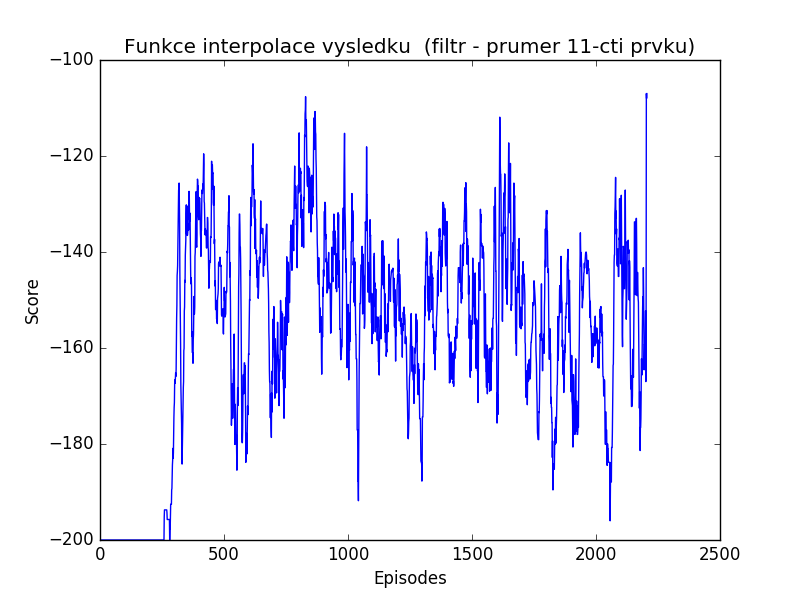 Funkce interpolace vysledku  (filtr - prumer 11-cti prvku)
−100
−120
−140
−160
−180
−200
Score
0 500 1000 1500 2000 2500
Episodes